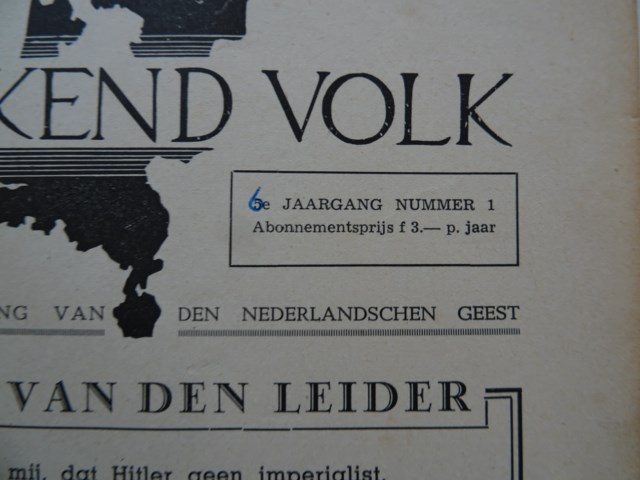 KEND VOLK
6e JAARGANG NUMMER 1
Abonnementsprijs f 3.— p. jaar
NG VAN DEN NEDERLANDSCHEN GEEST
VAN DEN LEIDER
mij, dat Hitler geen imperialist,